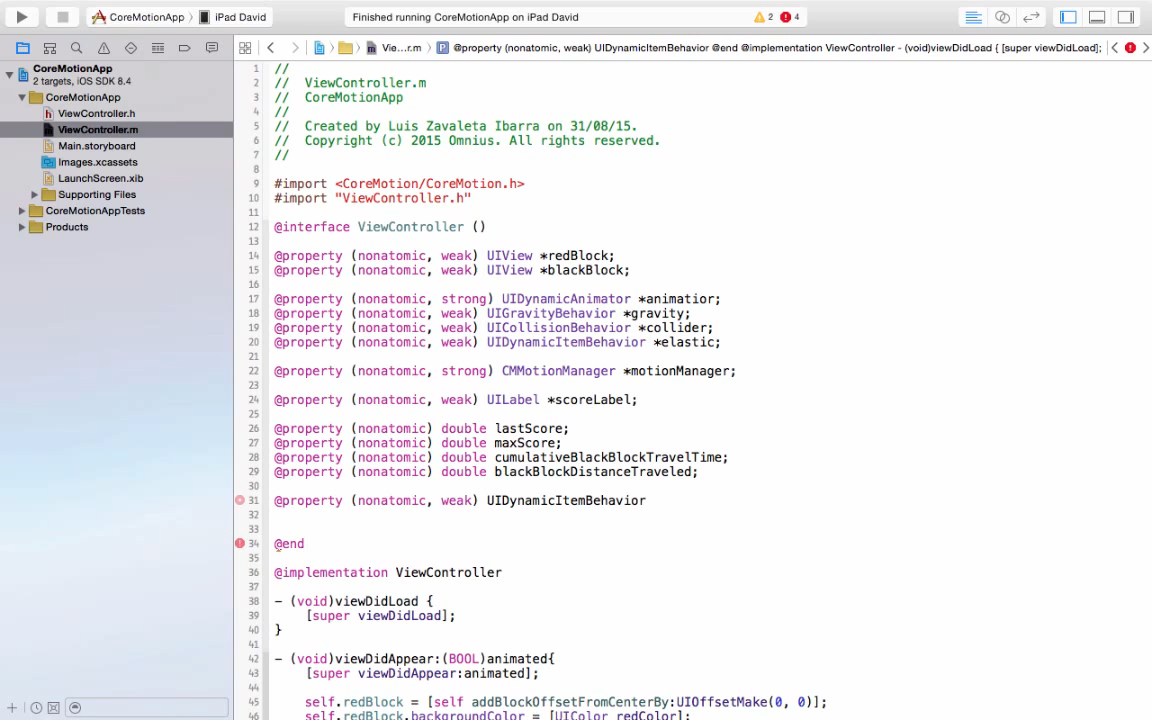 CoreMotionApp 〉 iPad David
Finished running CoreMotionApp on iPad David
2 4
Vie...r.m 〉 P @property (nonatomic, weak) UIDynamicItemBehavior @end @implementation ViewController - (void)viewDidLoad { [super viewDidLoad];
CoreMotionApp
2 targets, iOS SDK 8.4
CoreMotionApp
h ViewController.h
m ViewController.m
Main.storyboard
Images.xcassets
LaunchScreen.xib
Supporting Files
CoreMotionAppTests
Products
1 //
2 // ViewController.m
3 // CoreMotionApp
4 //
5 // Created by Luis Zavaleta Ibarra on 31/08/15.
6 // Copyright (c) 2015 Omnius. All rights reserved.
7 //
8
9 #import <CoreMotion/CoreMotion.h>
10 #import "ViewController.h"
11
12 @interface ViewController ()
13
14 @property (nonatomic, weak) UIView *redBlock;
15 @property (nonatomic, weak) UIView *blackBlock;
16
17 @property (nonatomic, strong) UIDynamicAnimator *animatior;
18 @property (nonatomic, weak) UIGravityBehavior *gravity;
19 @property (nonatomic, weak) UICollisionBehavior *collider;
20 @property (nonatomic, weak) UIDynamicItemBehavior *elastic;
21
22 @property (nonatomic, strong) CMMotionManager *motionManager;
23
24 @property (nonatomic, weak) UILabel *scoreLabel;
25
26 @property (nonatomic) double lastScore;
27 @property (nonatomic) double maxScore;
28 @property (nonatomic) double cumulativeBlackBlockTravelTime;
29 @property (nonatomic) double blackBlockDistanceTraveled;
30
31 @property (nonatomic, weak) UIDynamicItemBehavior
32
33
34 @end
35
36 @implementation ViewController
37
38 - (void)viewDidLoad {
39 [super viewDidLoad];
40 }
41
42 - (void)viewDidAppear:(BOOL)animated{
43 [super viewDidAppear:animated];
44
45 self.redBlock = [self addBlockOffsetFromCenterBy:UIOffsetMake(0, 0)];
46 self.redBlock.backgroundColor = [UIColor redColor];